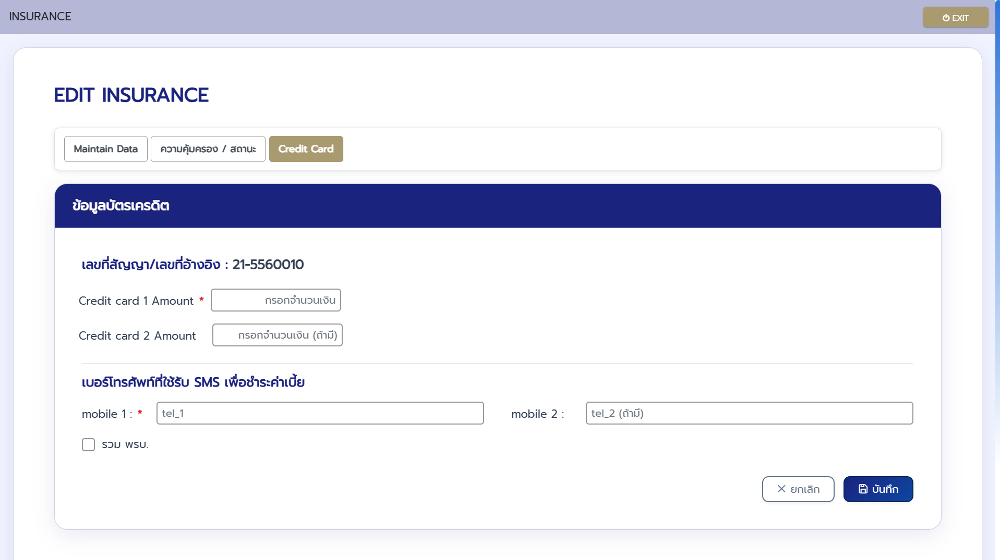 INSURANCE
EXIT
EDIT INSURANCE
Maintain Data
ความคุ้มครอง / สถานะ
Credit Card
ข้อมูลบัตรเครดิต
เลขที่สัญญา/เลขที่อ้างอิง : 21-5560010
Credit card 1 Amount * กรอกจำนวนเงิน
Credit card 2 Amount กรอกจำนวนเงิน (ถ้ามี)
เบอร์โทรศัพท์ที่ใช้รับ SMS เพื่อชำระค่าเบี้ย
mobile 1 : * tel_1 mobile 2 : tel_2 (ถ้ามี)
รวม พรบ.
ยกเลิก บันทึก